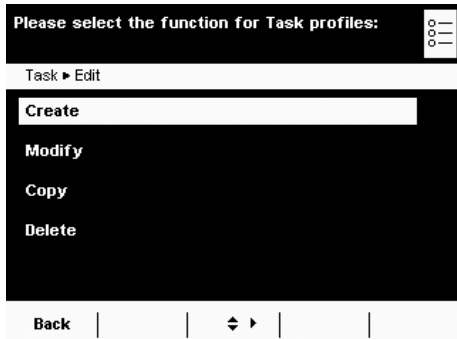 Please select the function for Task profiles:
Task ▸ Edit
Create
Modify
Copy
Delete
Back